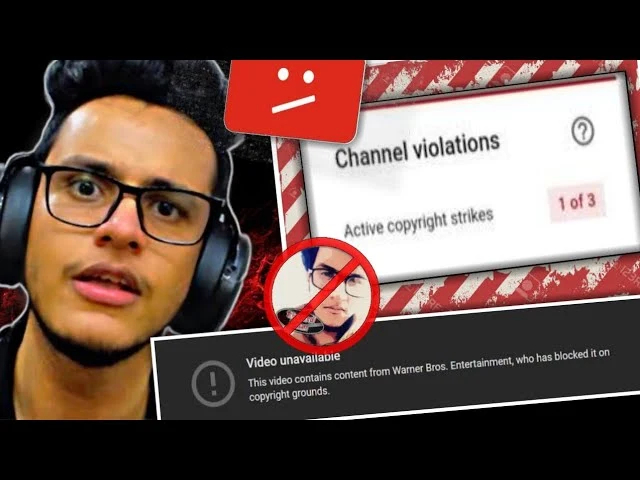 Channel violations
Active copyright strikes
1 of 3
Video unavailable
This video contains content from Warner Bros. Entertainment, who has blocked it on
copyright grounds.